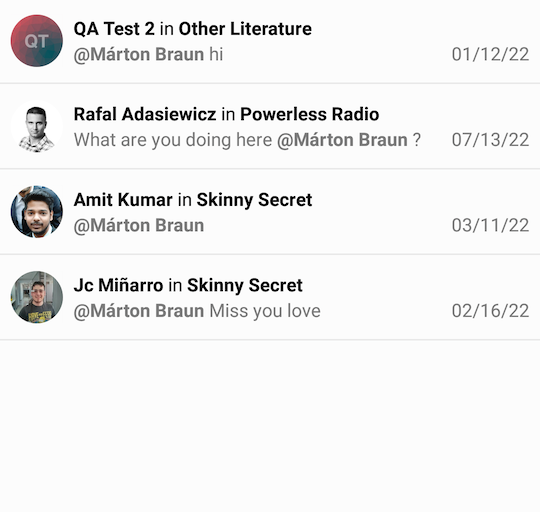 QT
QA Test 2 in Other Literature
@Márton Braun hi 01/12/22
Rafal Adasiewicz in Powerless Radio
What are you doing here @Márton Braun ? 07/13/22
Amit Kumar in Skinny Secret
@Márton Braun 03/11/22
Jc Miñarro in Skinny Secret
@Márton Braun Miss you love 02/16/22